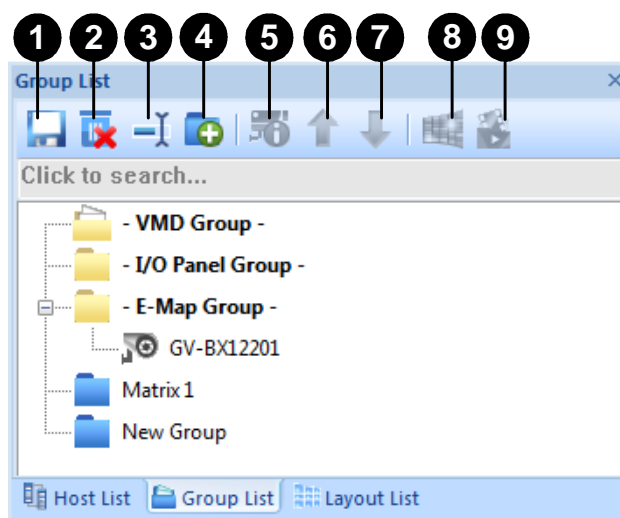 1 2 3 4 5 6 7 8 9
Group List
Click to search...
- VMD Group -
- I/O Panel Group -
- E-Map Group -
GV-BX12201
Matrix 1
New Group
Host List Group List Layout List